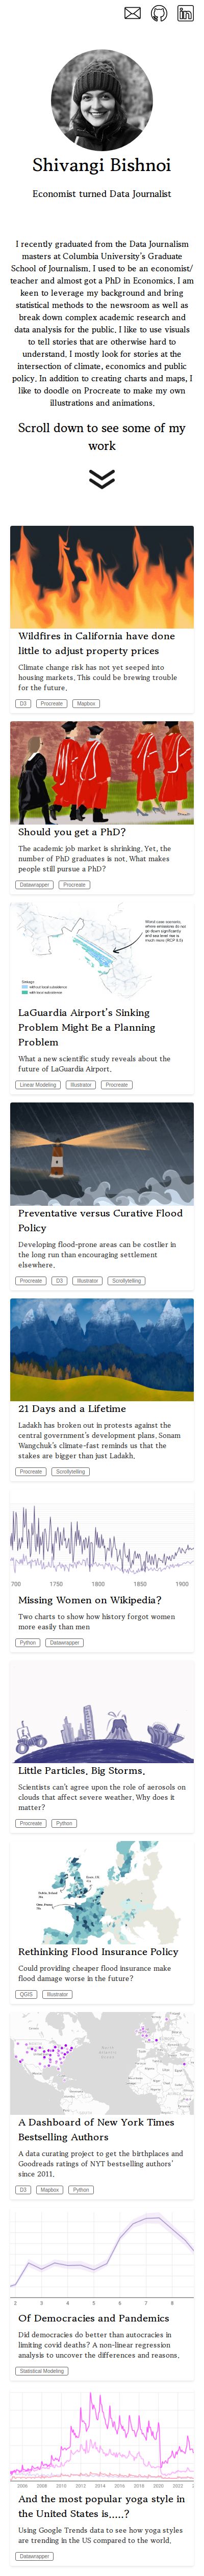 in
Shivangi Bishnoi
Economist turned Data Journalist
I recently graduated from the Data Journalism
masters at Columbia University's Graduate
School of Journalism. I used to be an economist/
teacher and almost got a PhD in Economics. I am
keen to leverage my background and bring
statistical methods to the newsroom as well as
break down complex academic research and
data analysis for the public. I like to use visuals
to tell stories that are otherwise hard to
understand. I mostly look for stories at the
intersection of climate, economics and public
policy. In addition to creating charts and maps, I
like to doodle on Procreate to make my own
illustrations and animations.
Scroll down to see some of my
work
Wildfires in California have done
little to adjust property prices
Climate change risk has not yet seeped into
housing markets. This could be brewing trouble
for the future.
D3 Procreate Mapbox
Should you get a PhD?
The academic job market is shrinking. Yet, the
number of PhD graduates is not. What makes
people still pursue a PhD?
Datawrapper Procreate
LaGuardia Airport's Sinking
Problem Might Be a Planning
Problem
What a new scientific study reveals about the
future of LaGuardia Airport.
Linear Modeling Illustrator Procreate
Preventative versus Curative Flood
Policy
Developing flood-prone areas can be costlier in
the long run than encouraging settlement
elsewhere.
Procreate D3 Illustrator Scrollytelling
21 Days and a Lifetime
Ladakh has broken out in protests against the
central government's development plans. Sonam
Wangchuk's climate-fast reminds us that the
stakes are bigger than just Ladakh.
Procreate Scrollytelling
700 1750 1800 1850 1900
Missing Women on Wikipedia?
Two charts to show how history forgot women
more easily than men
Python Datawrapper
Little Particles, Big Storms.
Scientists can't agree upon the role of aerosols on
clouds that affect severe weather. Why does it
matter?
Procreate Python
Rethinking Flood Insurance Policy
Could providing cheaper flood insurance make
flood damage worse in the future?
QGIS Illustrator
A Dashboard of New York Times
Bestselling Authors
A data curating project to get the birthplaces and
Goodreads ratings of NYT bestselling authors'
since 2011.
D3 Mapbox Python
2 3 4 5 6 7 8
Of Democracies and Pandemics
Did democracies do better than autocracies in
limiting covid deaths? A non-linear regression
analysis to uncover the differences and reasons.
Statistical Modeling
2006 2008 2010 2012 2014 2016 2018 2020 2022
And the most popular yoga style in
the United States is.....?
Using Google Trends data to see how yoga styles
are trending in the US compared to the world.
Datawrapper